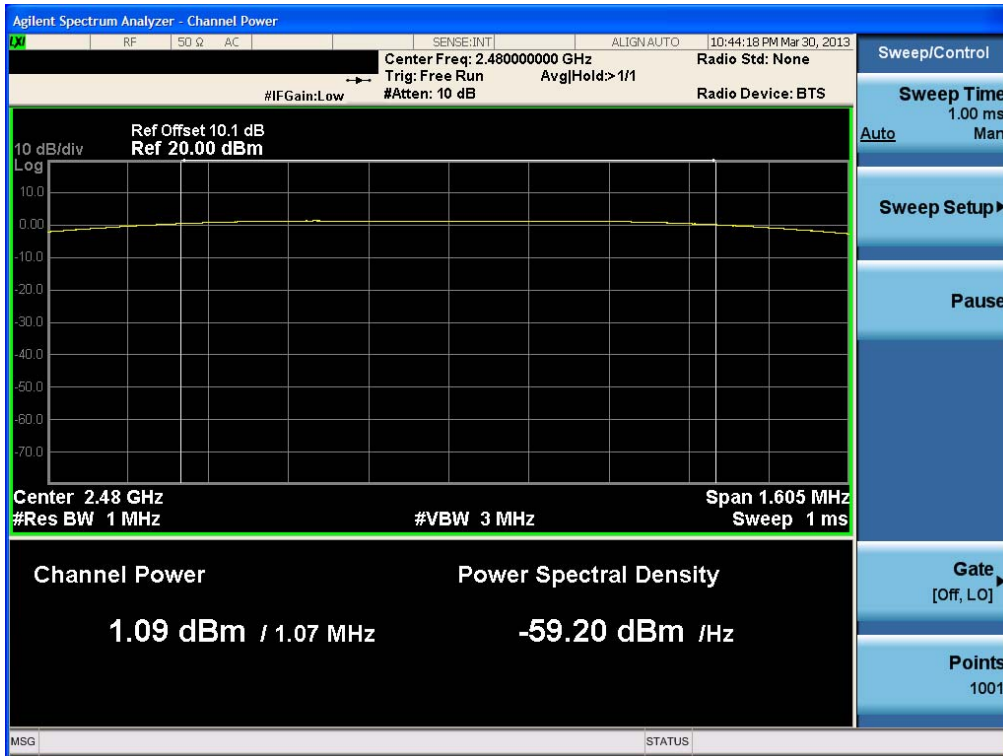 Agilent Spectrum Analyzer - Channel Power
LXI RF 50 Ω AC SENSE:INT ALIGN AUTO 10:44:18 PM Mar 30, 2013
Center Freq: 2.480000000 GHz Radio Std: None
Trig: Free Run Avg|Hold:> 1/1
#IFGain:Low #Atten: 10 dB Radio Device: BTS
Ref Offset 10.1 dB
10 dB/div Ref 20.00 dBm
Log
10.0
0.00
-10.0
-20.0
-30.0
-40.0
-50.0
-60.0
-70.0
Center 2.48 GHz Span 1.605 MHz
#Res BW 1 MHz #VBW 3 MHz Sweep 1 ms
Channel Power Power Spectral Density
1.09 dBm / 1.07 MHz -59.20 dBm /Hz
MSG STATUS
Sweep/Control
Sweep Time
1.00 ms
Auto Man
Sweep Setup
Pause
Gate
[Off, LO]
Points
1001